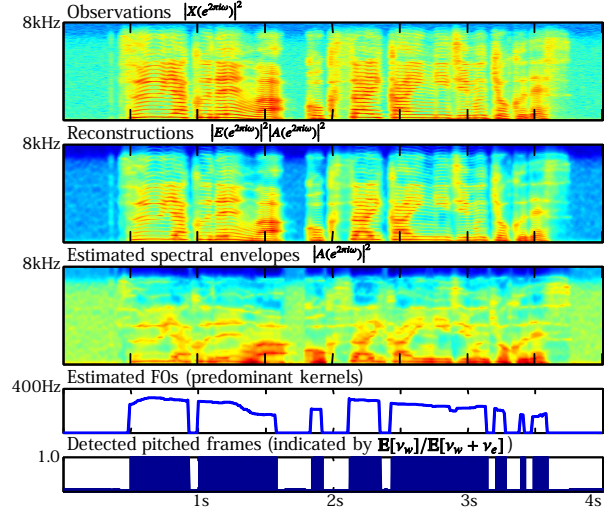 Observations |X(e^{2πiω})|²
8kHz
Reconstructions |E(e^{2πiω})|²|A(e^{2πiω})|²
8kHz
Estimated spectral envelopes |A(e^{2πiω})|²
8kHz
Estimated F0s (predominant kernels)
400Hz
Detected pitched frames (indicated by 𝔼[ν_w]/𝔼[ν_w + ν_e])
1.0
1s 2s 3s 4s